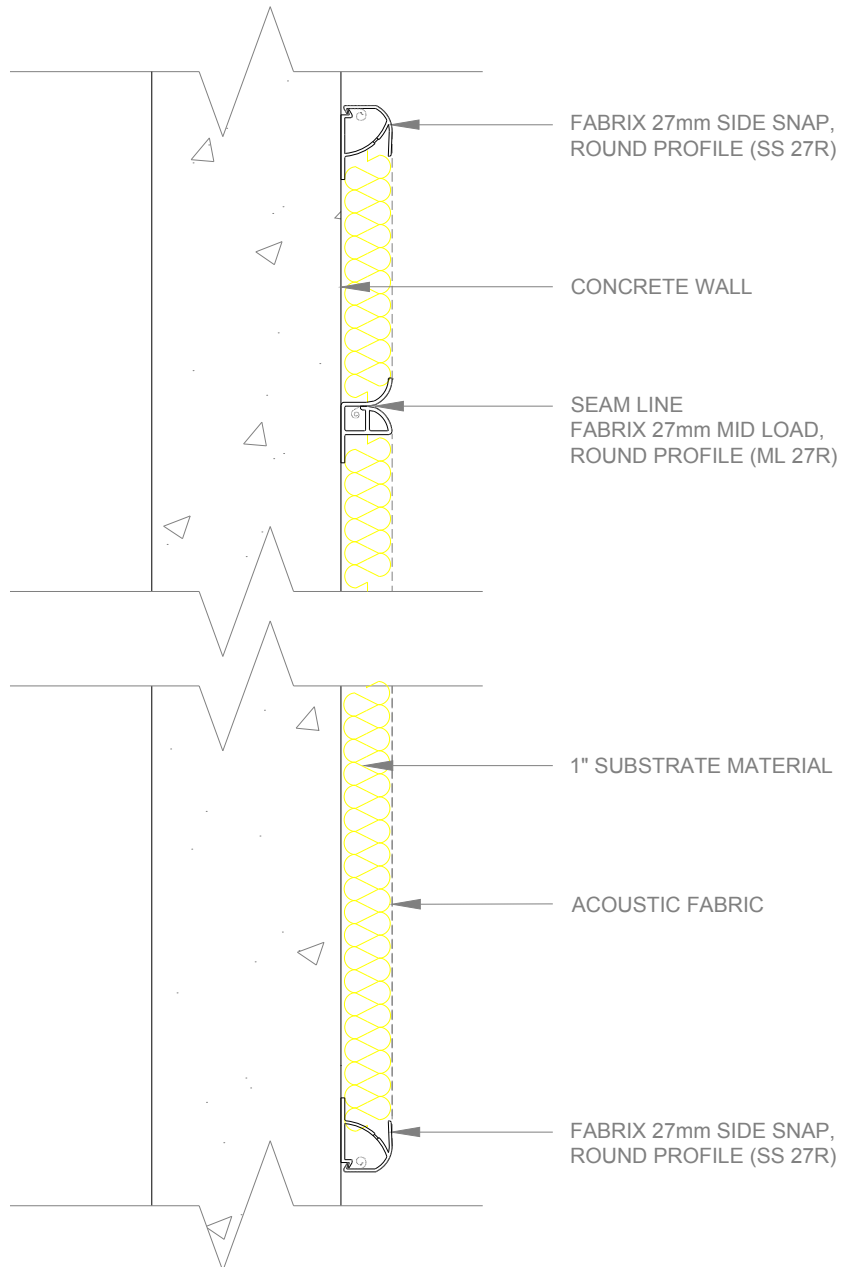 FABRIX 27mm SIDE SNAP,
ROUND PROFILE (SS 27R)
CONCRETE WALL
SEAM LINE
FABRIX 27mm MID LOAD,
ROUND PROFILE (ML 27R)
1" SUBSTRATE MATERIAL
ACOUSTIC FABRIC
FABRIX 27mm SIDE SNAP,
ROUND PROFILE (SS 27R)